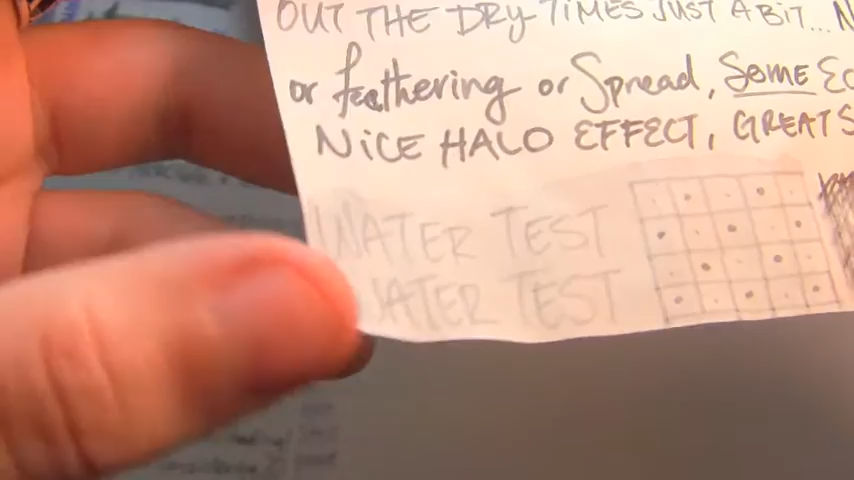 OUT THE DRY TIMES JUST A BIT...
or feathering or Spread, SOME
NICE HALO EFFECT, GREAT
WATER TEST
WATER TEST